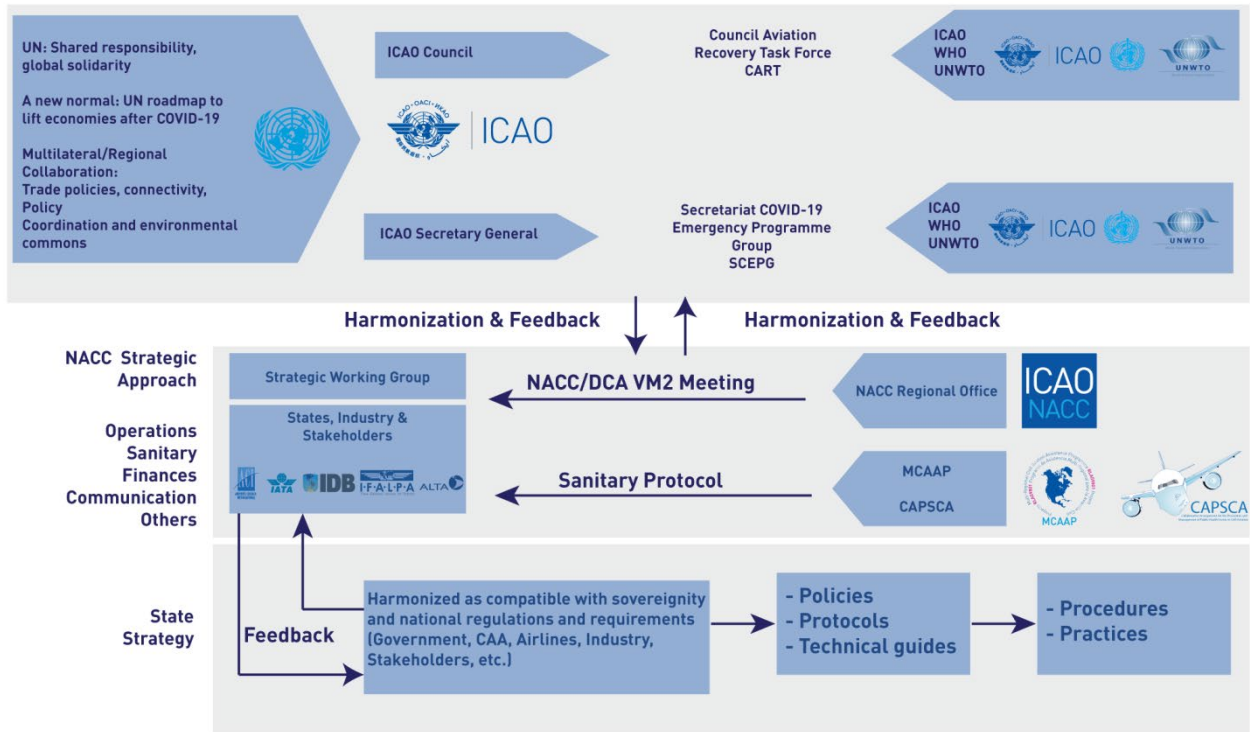 UN: Shared responsibility,
global solidarity
A new normal: UN roadmap to
lift economies after COVID-19
Multilateral/Regional
Collaboration:
Trade policies, connectivity,
Policy
Coordination and environmental
commons
ICAO Council
ICAO
ICAO Secretary General
Council Aviation
Recovery Task Force
CART
ICAO
WHO
UNWTO
ICAO
UNWTO
Secretariat COVID-19
Emergency Programme
Group
SCEPG
ICAO
WHO
UNWTO
ICAO
UNWTO
Harmonization & Feedback
Harmonization & Feedback
NACC Strategic
Approach
Operations
Sanitary
Finances
Communication
Others
Strategic Working Group
States, Industry &
Stakeholders
IATA
IDB
I·F·A·L·P·A
ALTA
NACC/DCA VM2 Meeting
NACC Regional Office
ICAO
NACC
Sanitary Protocol
MCAAP
CAPSCA
MCAAP
CAPSCA
State
Strategy
Feedback
Harmonized as compatible with sovereignity
and national regulations and requirements
(Government, CAA, Airlines, Industry,
Stakeholders, etc.)
- Policies
- Protocols
- Technical guides
- Procedures
- Practices